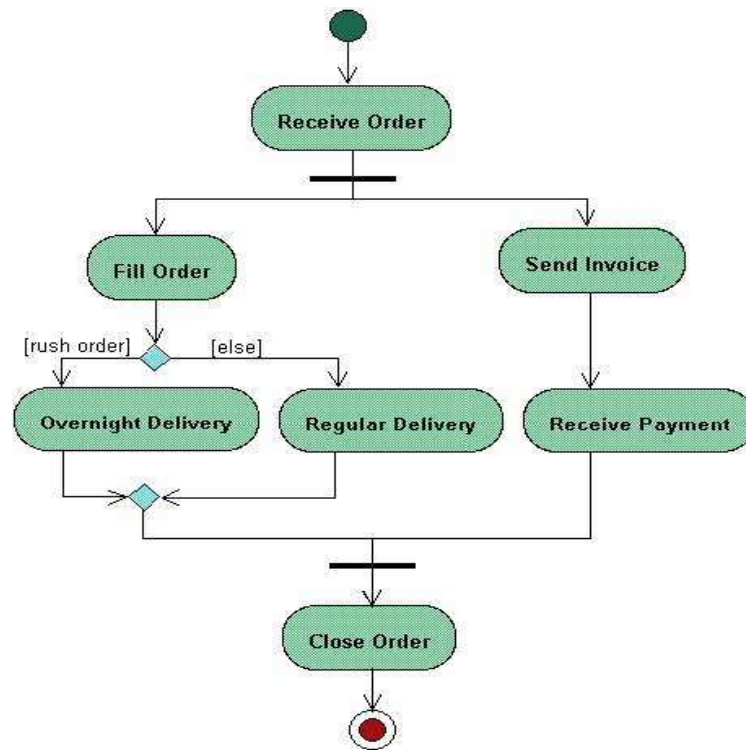 Receive Order
Fill Order
Send Invoice
[rush order]
[else]
Overnight Delivery
Regular Delivery
Receive Payment
Close Order